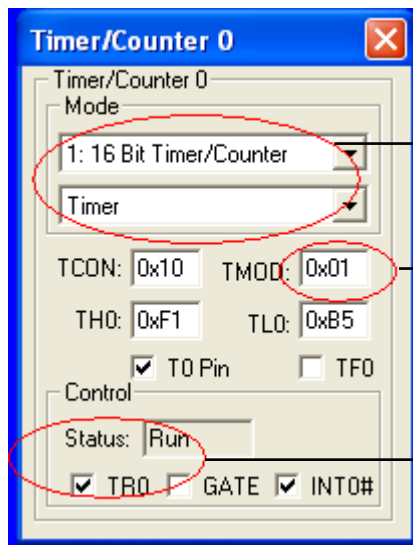 Timer/Counter 0
Timer/Counter 0
Mode
1: 16 Bit Timer/Counter
Timer
TCON: 0x10 TMOD: 0x01
TH0: 0xF1 TL0: 0xB5
T0 Pin TF0
Control
Status: Run
TR0 GATE INT0#